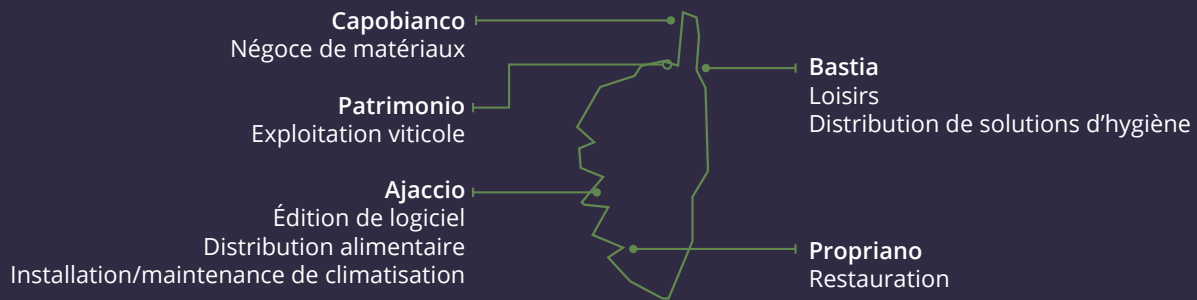 Capobianco
Négoce de matériaux
Patrimonio
Exploitation viticole
Ajaccio
Édition de logiciel
Distribution alimentaire
Installation/maintenance de climatisation
Bastia
Loisirs
Distribution de solutions d’hygiène
Propriano
Restauration